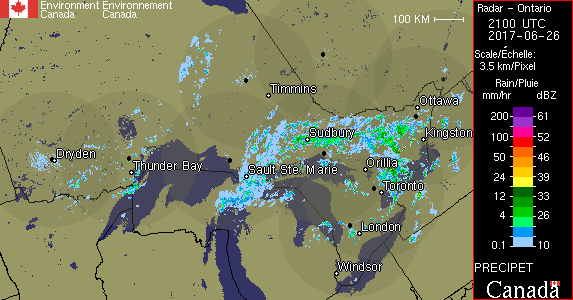 Environment Environnement
Canada Canada
100 KM
Timmins
Ottawa
Sudbury
Kingston
Dryden
Thunder Bay
Sault Ste. Marie
Orillia
Toronto
London
Windsor
Radar - Ontario
2100 UTC
2017-06-26
Scale/Échelle:
3.5 km/Pixel
Rain/Pluie
mm/hr dBZ
200 61
100 52
50 46
24 39
12 33
4 26
0.1 10
PRECIPET
Canada